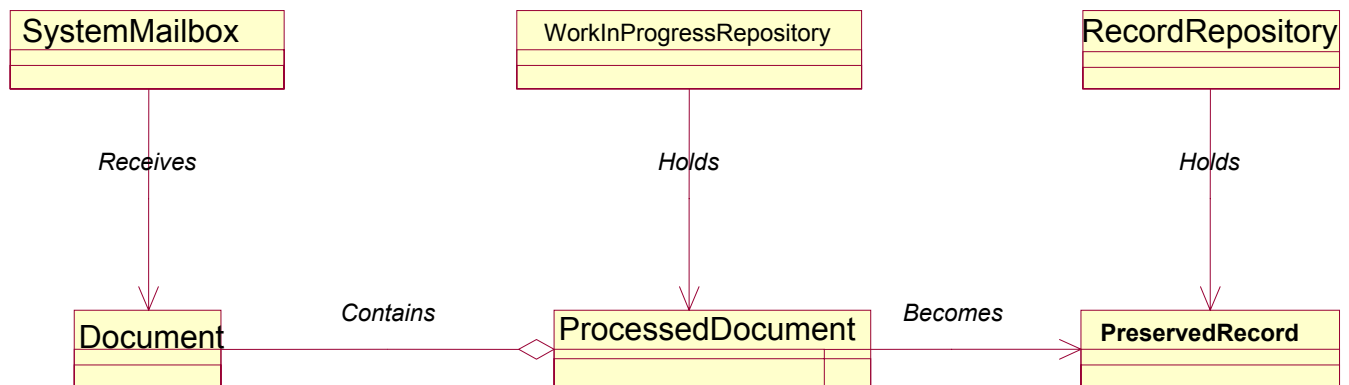 SystemMailbox
WorkInProgressRepository
RecordRepository
Receives
Holds
Holds
Document
Contains
ProcessedDocument
Becomes
PreservedRecord